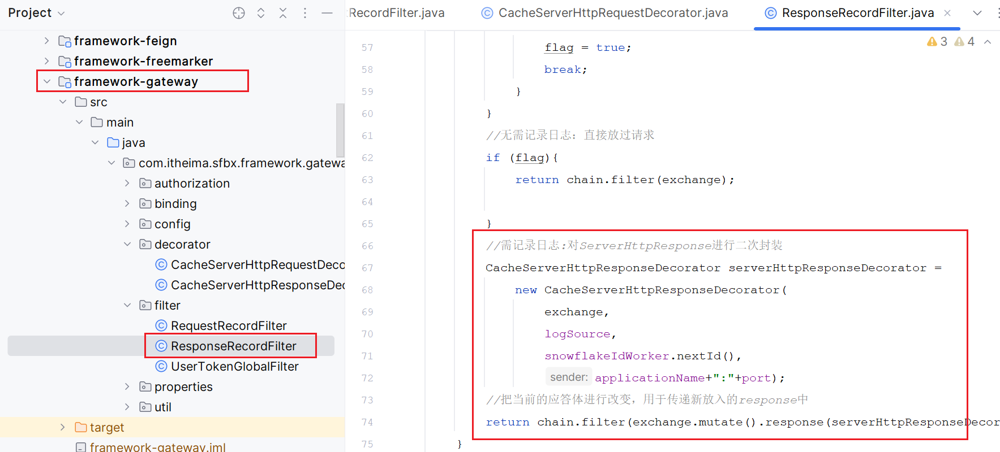 Project
framework-feign
framework-freemarker
framework-gateway
src
main
java
com.itheima.sfbx.framework.gatewa
authorization
binding
config
decorator
CacheServerHttpRequestDeco
CacheServerHttpResponseDec
filter
RequestRecordFilter
ResponseRecordFilter
UserTokenGlobalFilter
properties
util
target
framework-gateway.iml
tRecordFilter.java CacheServerHttpRequestDecorator.java ResponseRecordFilter.java
3 4
57 flag = true;
58 break;
59 }
60 }
61 //无需记录日志：直接放过请求
62 if (flag){
63 return chain.filter(exchange);
64
65 }
66 //需记录日志:对ServerHttpResponse进行二次封装
67 CacheServerHttpResponseDecorator serverHttpResponseDecorator =
68 new CacheServerHttpResponseDecorator(
69 exchange,
70 logSource,
71 snowflakeIdWorker.nextId(),
72 sender: applicationName+":"+port);
73 //把当前的应答体进行改变，用于传递新放入的response中
74 return chain.filter(exchange.mutate().response(serverHttpResponseDecor
75 }